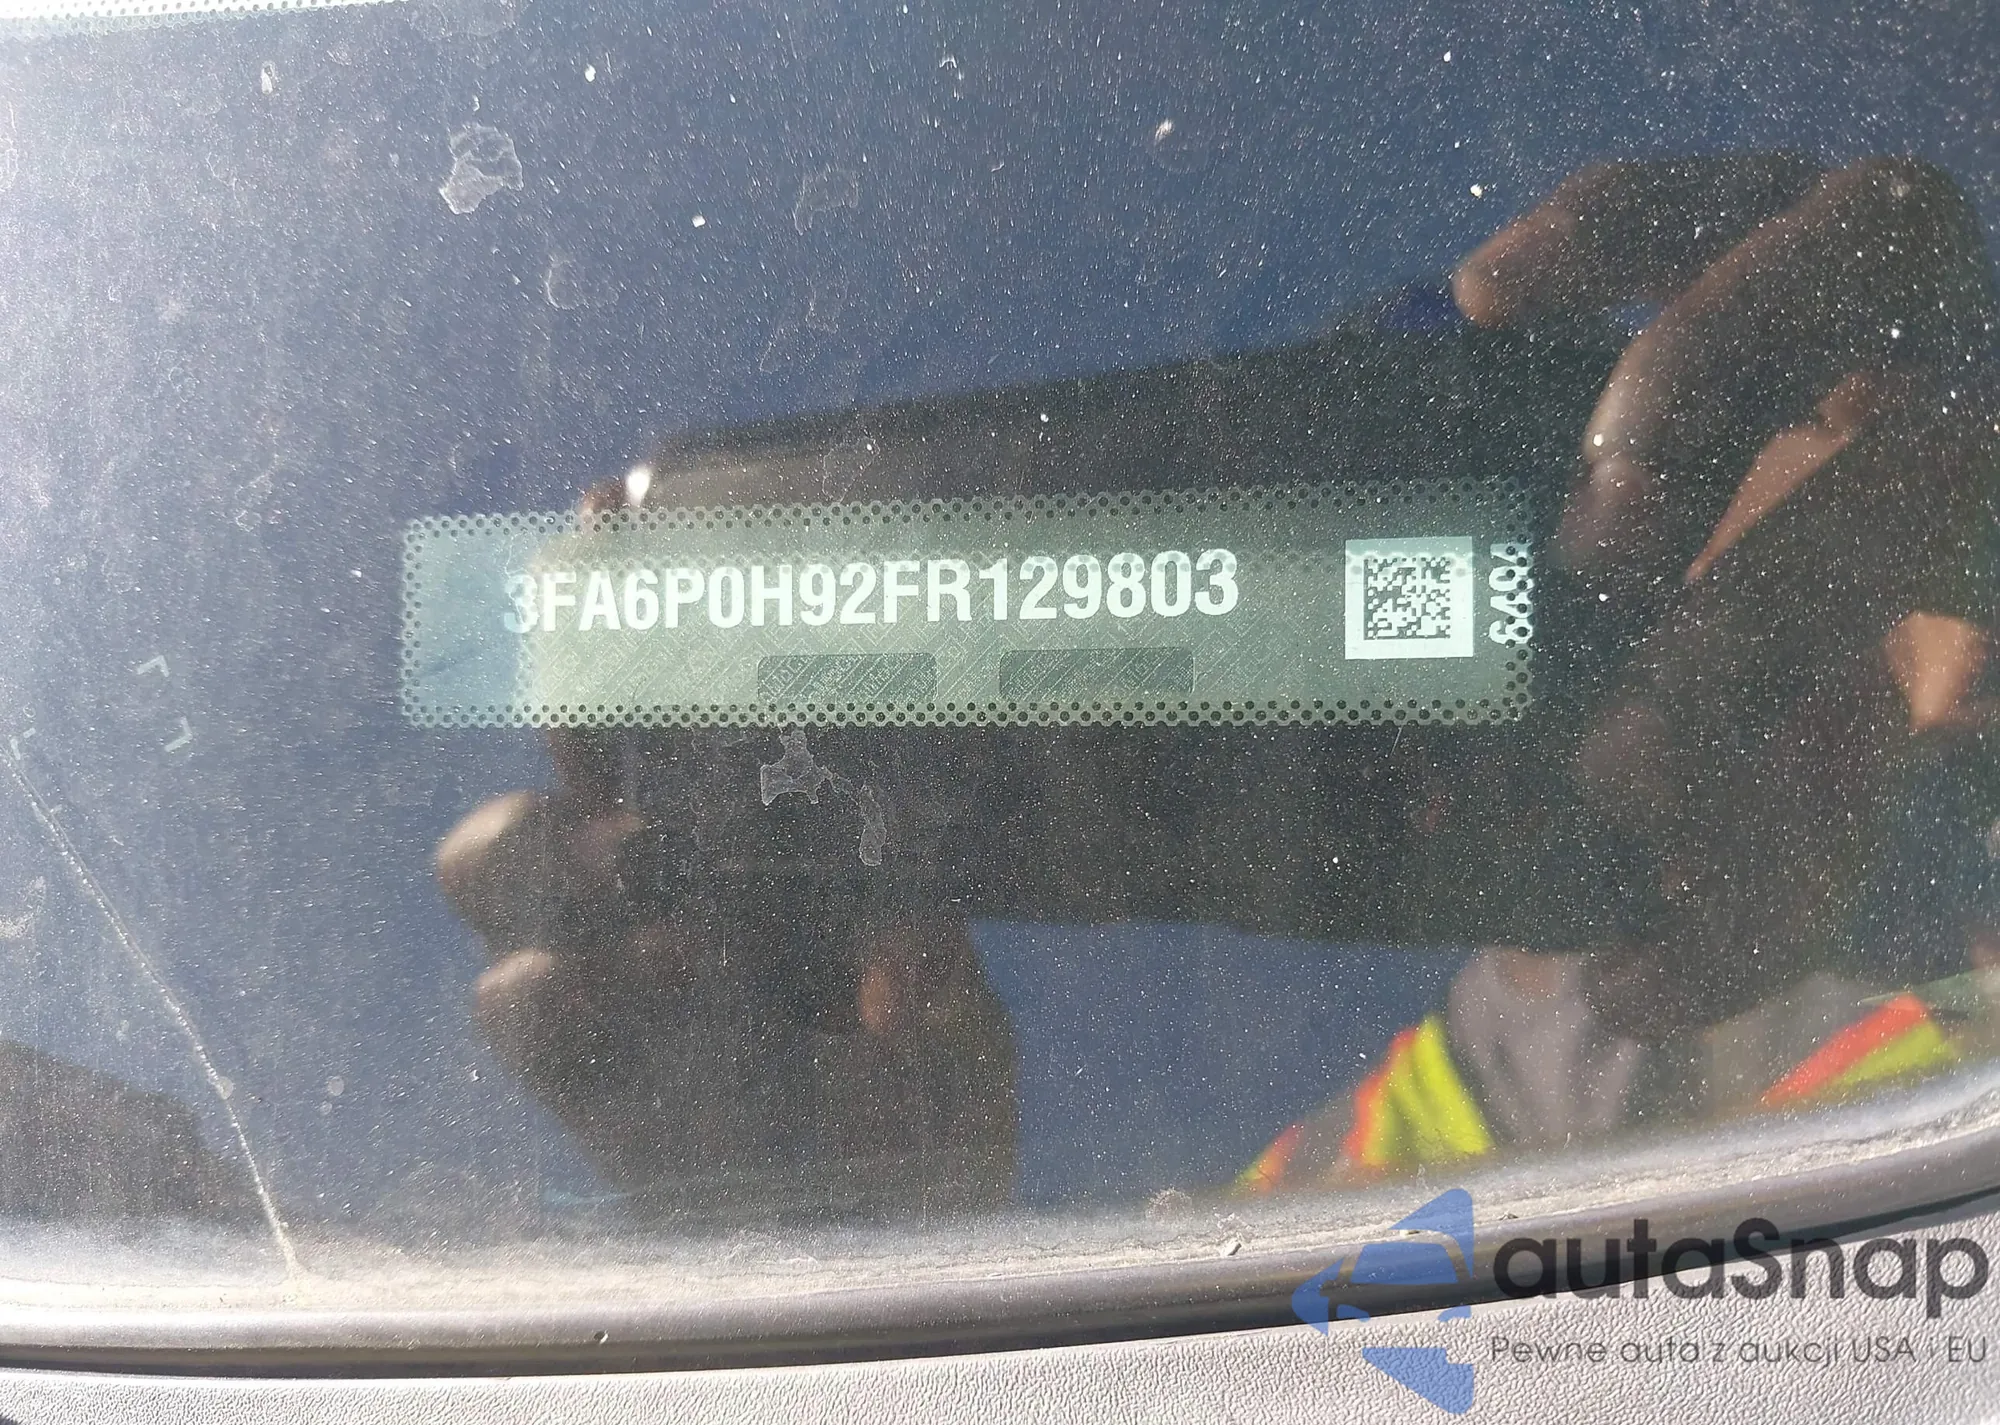 3FA6P0H92FR129803
autaSnap
Pewne auta z aukcji USA i EU